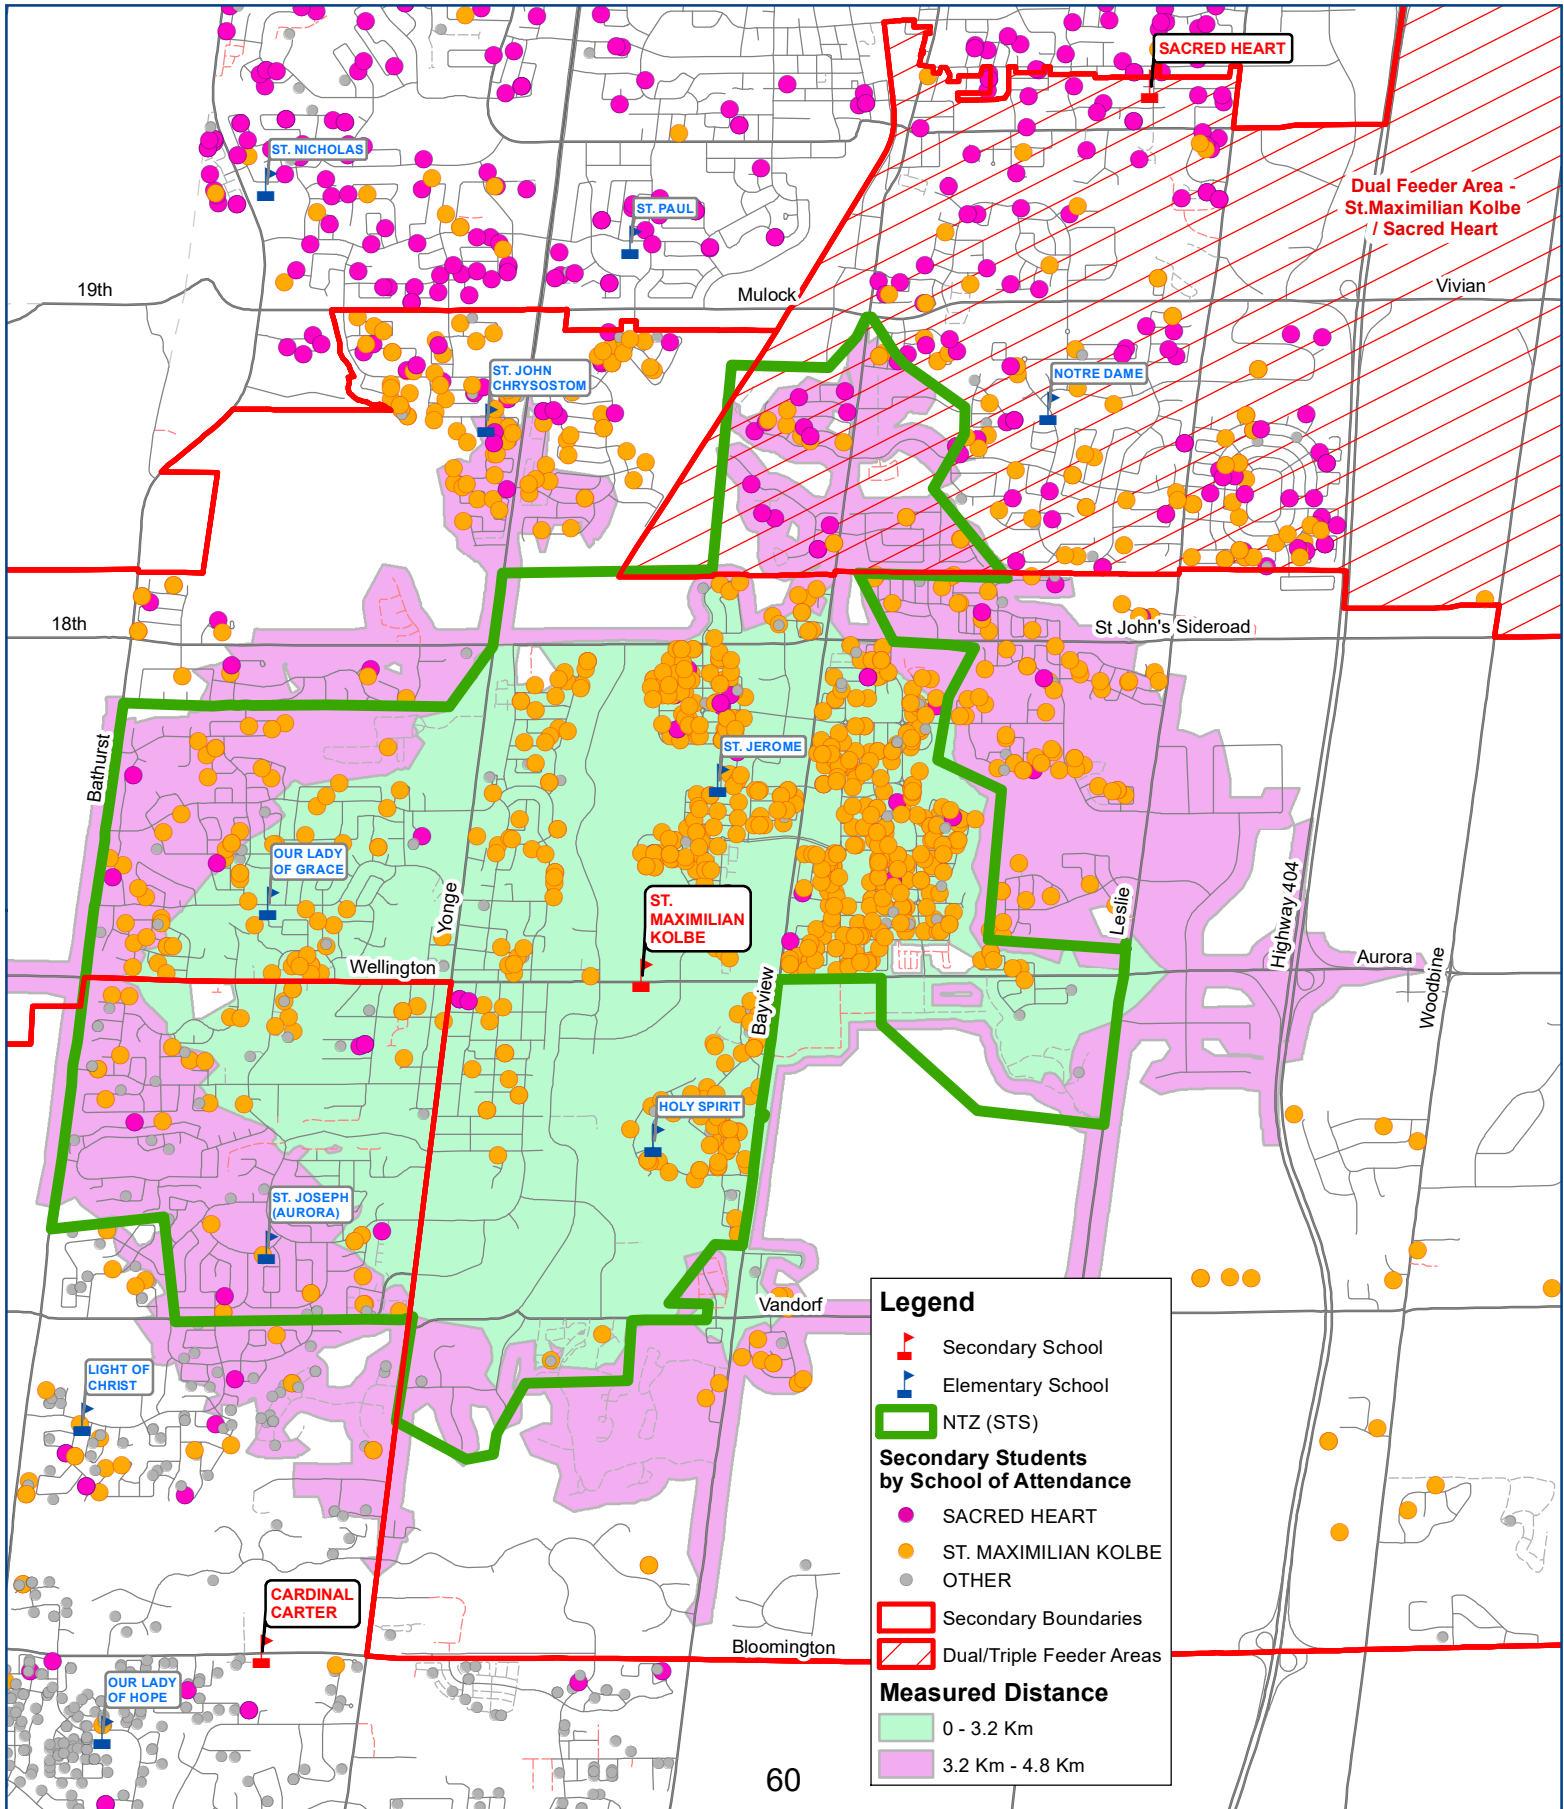 SACRED HEART
ST. NICHOLAS
Dual Feeder Area -
St.Maximilian Kolbe
/ Sacred Heart
ST. PAUL
19th
Mulock
Vivian
ST. JOHN
CHRYSOSTOM
NOTRE DAME
18th
St John's Sideroad
ST. JEROME
Bathurst
OUR LADY
OF GRACE
Yonge
ST.
MAXIMILIAN
KOLBE
Leslie
Highway 404
Wellington
Aurora
Bayview
Woodbine
HOLY SPIRIT
ST. JOSEPH
(AURORA)
Vandorf
LIGHT OF
CHRIST
CARDINAL
CARTER
Bloomington
OUR LADY
OF HOPE
Legend
Secondary School
Elementary School
NTZ (STS)
Secondary Students
by School of Attendance
SACRED HEART
ST. MAXIMILIAN KOLBE
OTHER
Secondary Boundaries
Dual/Triple Feeder Areas
Measured Distance
0 - 3.2 Km
3.2 Km - 4.8 Km
60